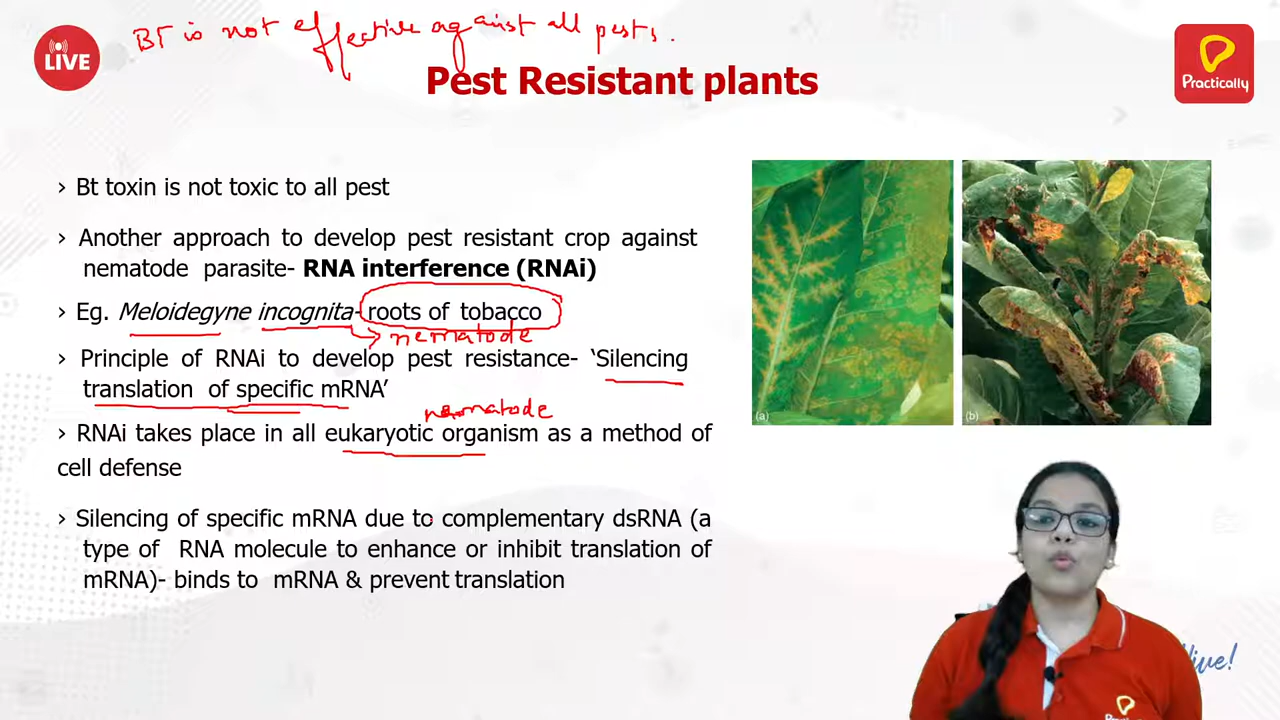 BT is not effective against all pests.
LIVE
Pest Resistant plants
Practically
› Bt toxin is not toxic to all pest
› Another approach to develop pest resistant crop against
nematode parasite- RNA interference (RNAi)
› Eg. Meloidegyne incognita- roots of tobacco
nematode
› Principle of RNAi to develop pest resistance- ‘Silencing
translation of specific mRNA’
nematode
› RNAi takes place in all eukaryotic organism as a method of
cell defense
› Silencing of specific mRNA due to complementary dsRNA (a
type of RNA molecule to enhance or inhibit translation of
mRNA)- binds to mRNA & prevent translation
(a)
(b)